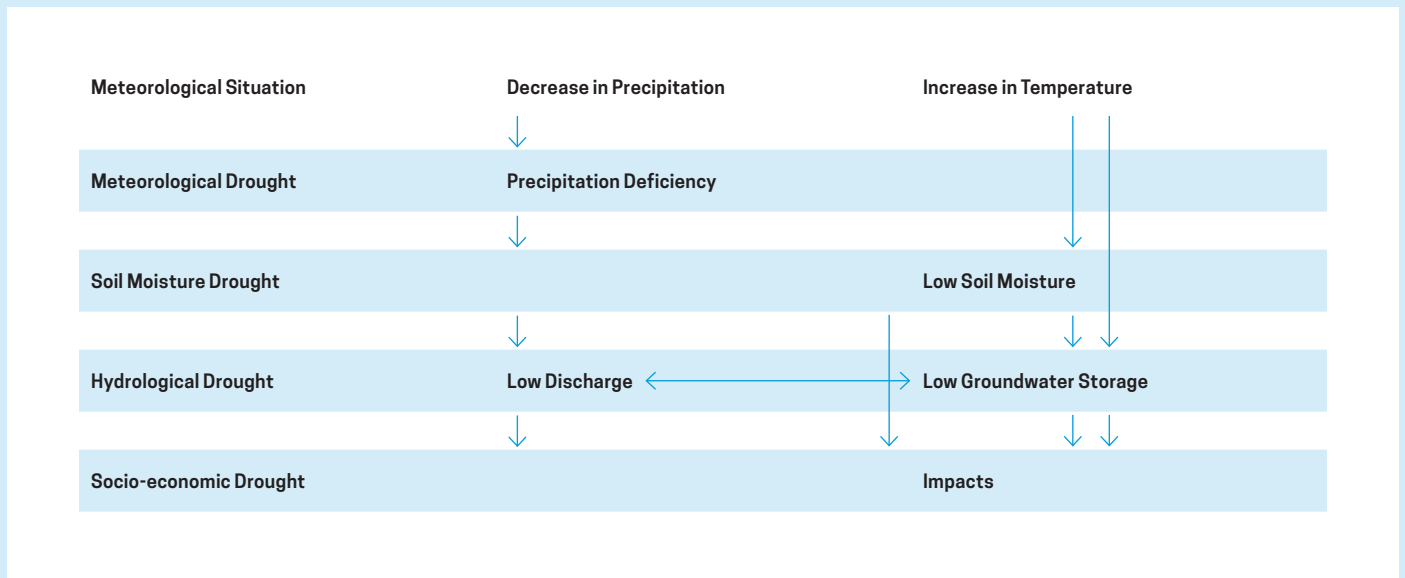 Meteorological Situation
Decrease in Precipitation
Increase in Temperature
Meteorological Drought
Precipitation Deficiency
Soil Moisture Drought
Low Soil Moisture
Hydrological Drought
Low Discharge
Low Groundwater Storage
Socio-economic Drought
Impacts